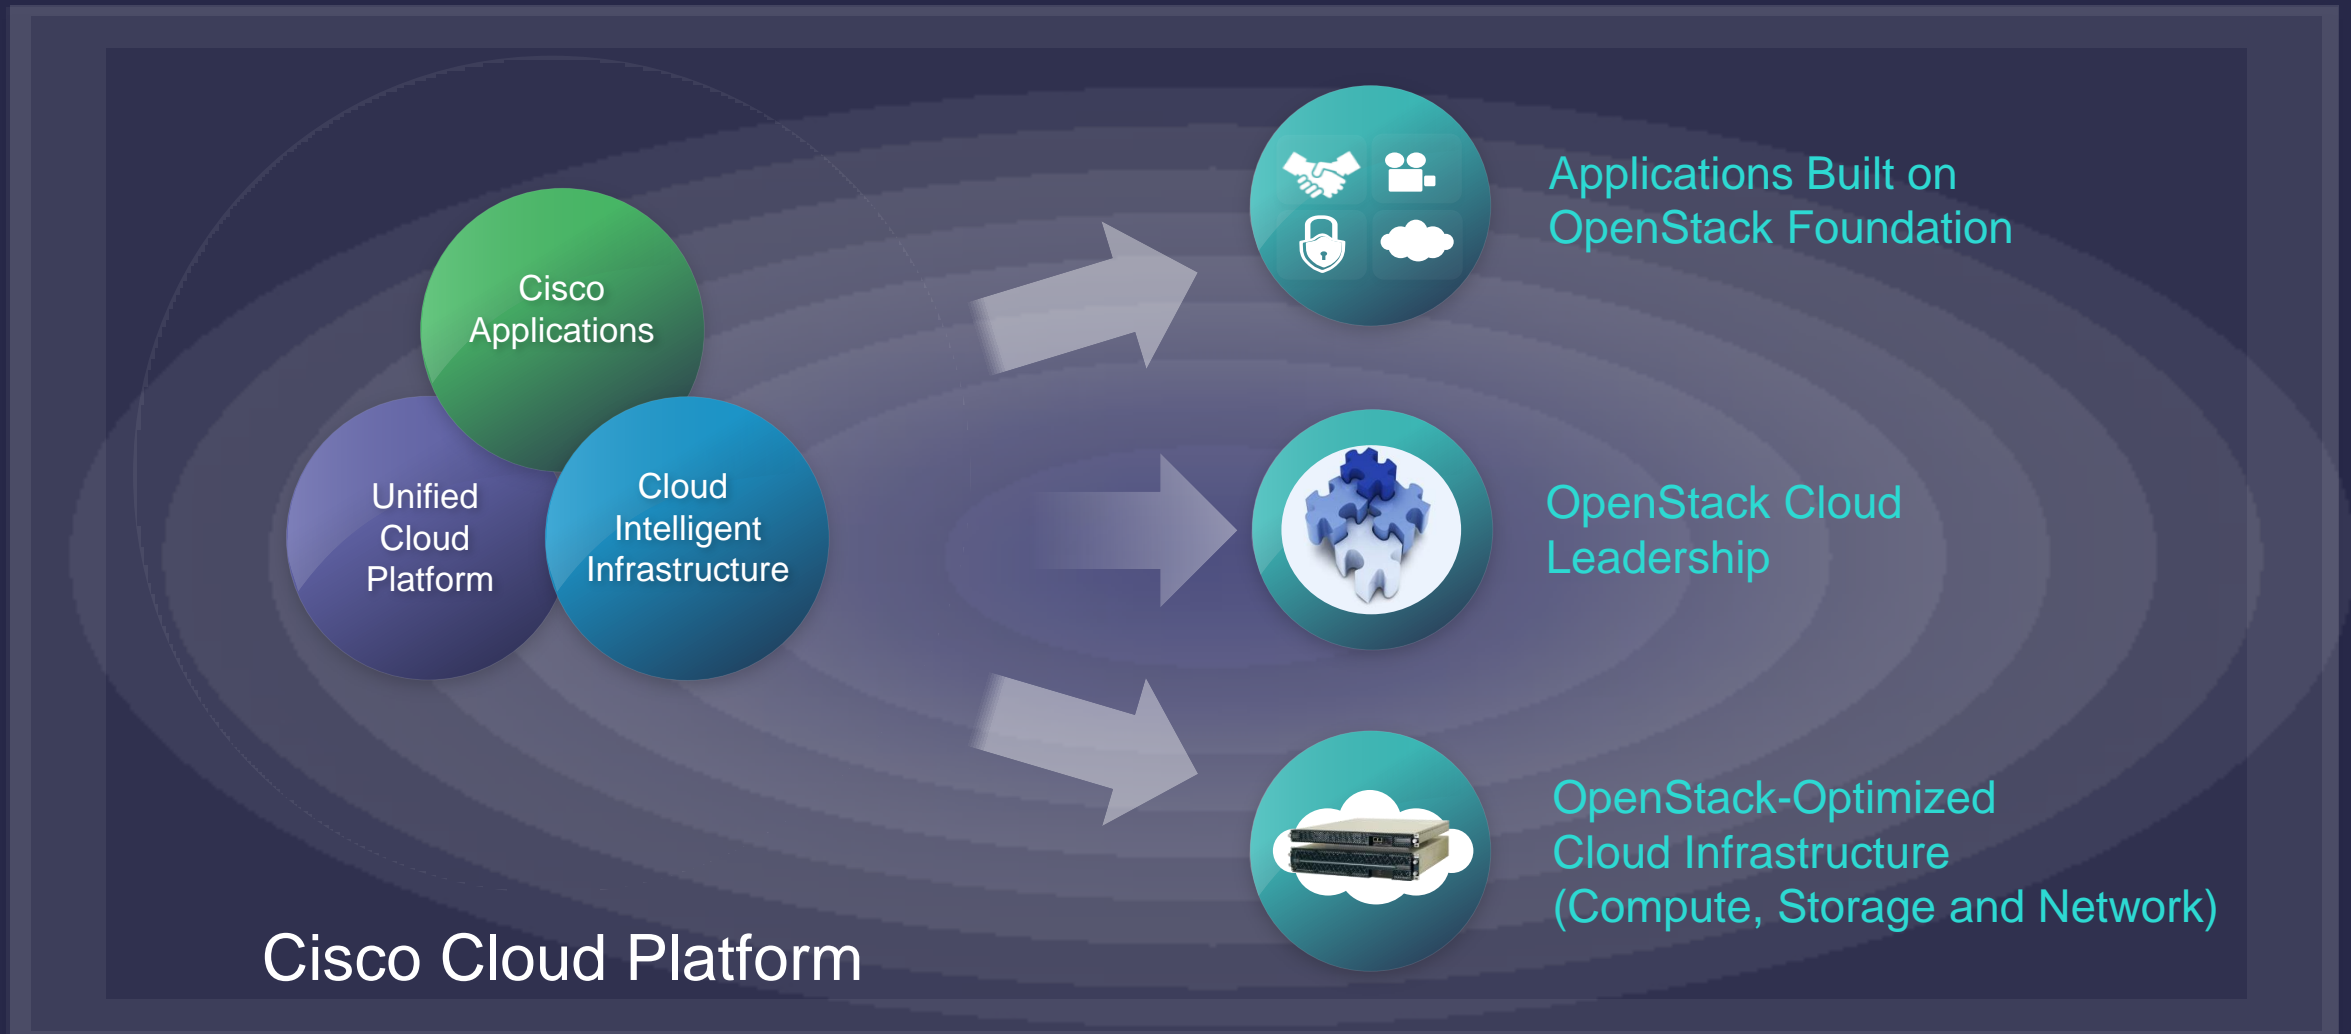 Cisco
Applications
Unified
Cloud
Platform
Cloud
Intelligent
Infrastructure
Cisco Cloud Platform
Applications Built on
OpenStack Foundation
OpenStack Cloud
Leadership
OpenStack-Optimized
Cloud Infrastructure
(Compute, Storage and Network)